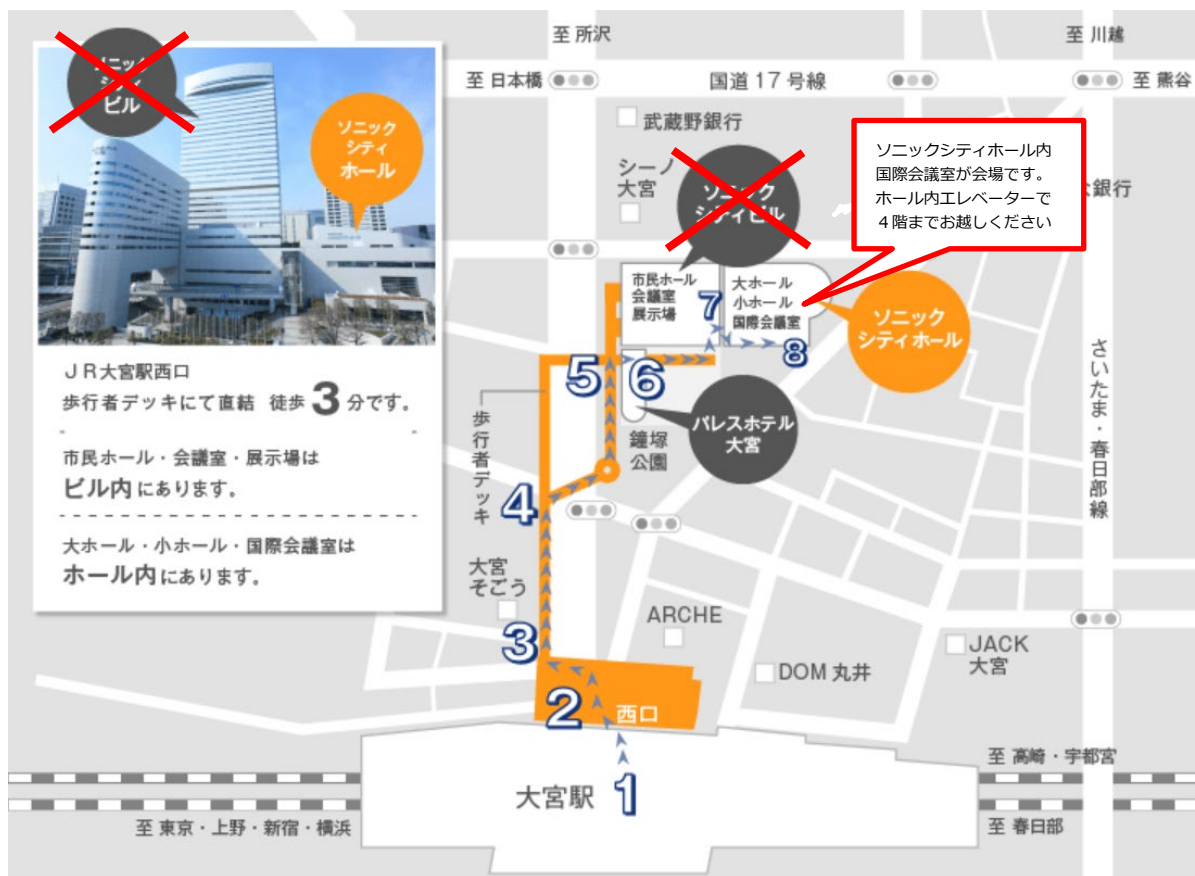 ソニック
シティ
ビル
ソニック
シティ
ホール
JR大宮駅西口
歩行者デッキにて直結 徒歩3分です。
市民ホール・会議室・展示場は
ビル内にあります。
大ホール・小ホール・国際会議室は
ホール内にあります。
至 所沢
至 川越
至 日本橋
国道17号線
至 熊谷
武蔵野銀行
シーノ
大宮
ソニック
シティビル
ソニックシティホール内
国際会議室が会場です。
ホール内エレベーターで
4階までお越しください
銀行
市民ホール
会議室
展示場
大ホール
小ホール
国際会議室
7
8
ソニック
シティホール
5
6
パレスホテル
大宮
鐘塚
公園
歩行者デッキ
さいたま・春日部線
4
大宮
そごう
ARCHE
3
JACK
大宮
DOM 丸井
2
西口
1
大宮駅
至 高崎・宇都宮
至 東京・上野・新宿・横浜
至 春日部